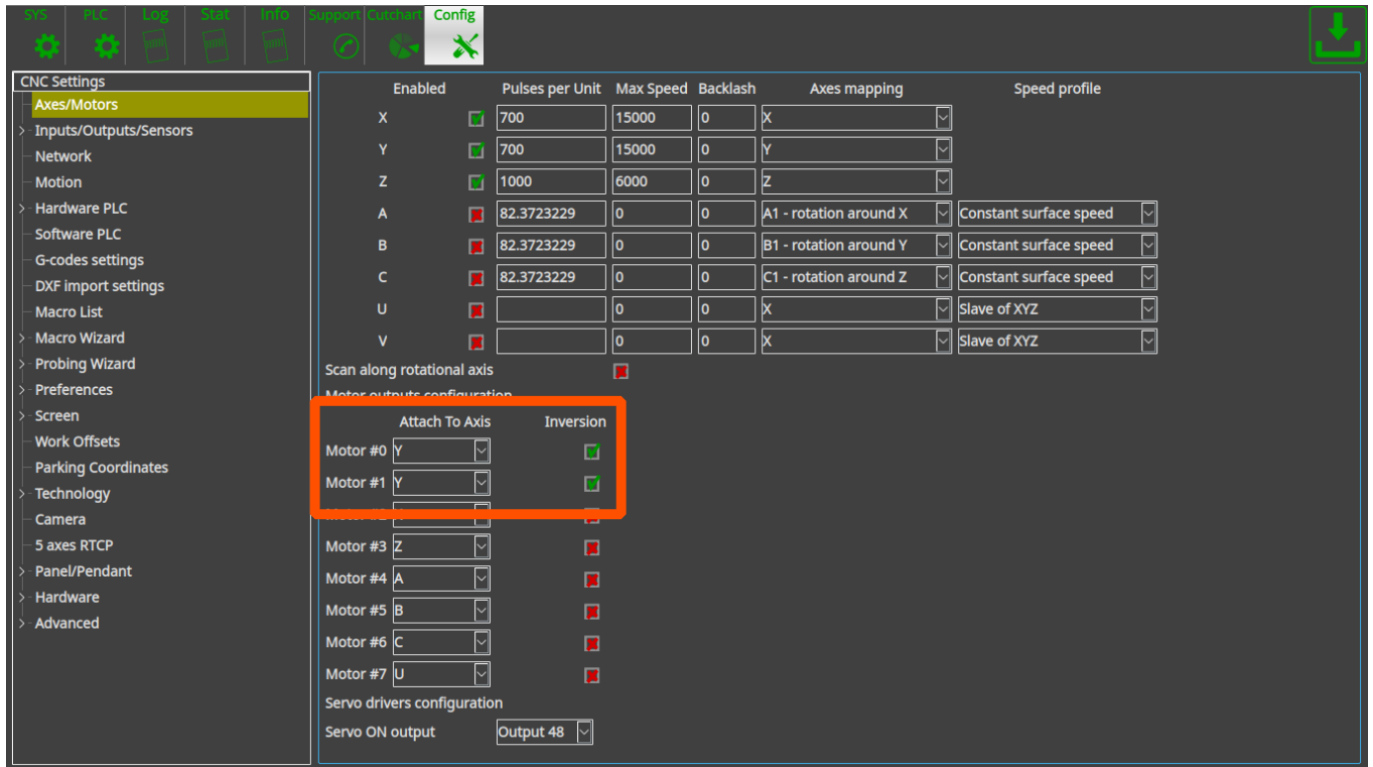 SYS PLC Log Stat Info Support Cutchart Config
CNC Settings
Axes/Motors
Inputs/Outputs/Sensors
Network
Motion
Hardware PLC
Software PLC
G-codes settings
DXF import settings
Macro List
Macro Wizard
Probing Wizard
Preferences
Screen
Work Offsets
Parking Coordinates
Technology
Camera
5 axes RTCP
Panel/Pendant
Hardware
Advanced
Enabled Pulses per Unit Max Speed Backlash Axes mapping Speed profile
X 700 15000 0 X
Y 700 15000 0 Y
Z 1000 6000 0 Z
A 82.3723229 0 0 A1 - rotation around X Constant surface speed
B 82.3723229 0 0 B1 - rotation around Y Constant surface speed
C 82.3723229 0 0 C1 - rotation around Z Constant surface speed
U 0 0 X Slave of XYZ
V 0 0 X Slave of XYZ
Scan along rotational axis
Motor outputs configuration
Attach To Axis Inversion
Motor #0 Y
Motor #1 Y
Motor #2
Motor #3 Z
Motor #4 A
Motor #5 B
Motor #6 C
Motor #7 U
Servo drivers configuration
Servo ON output Output 48